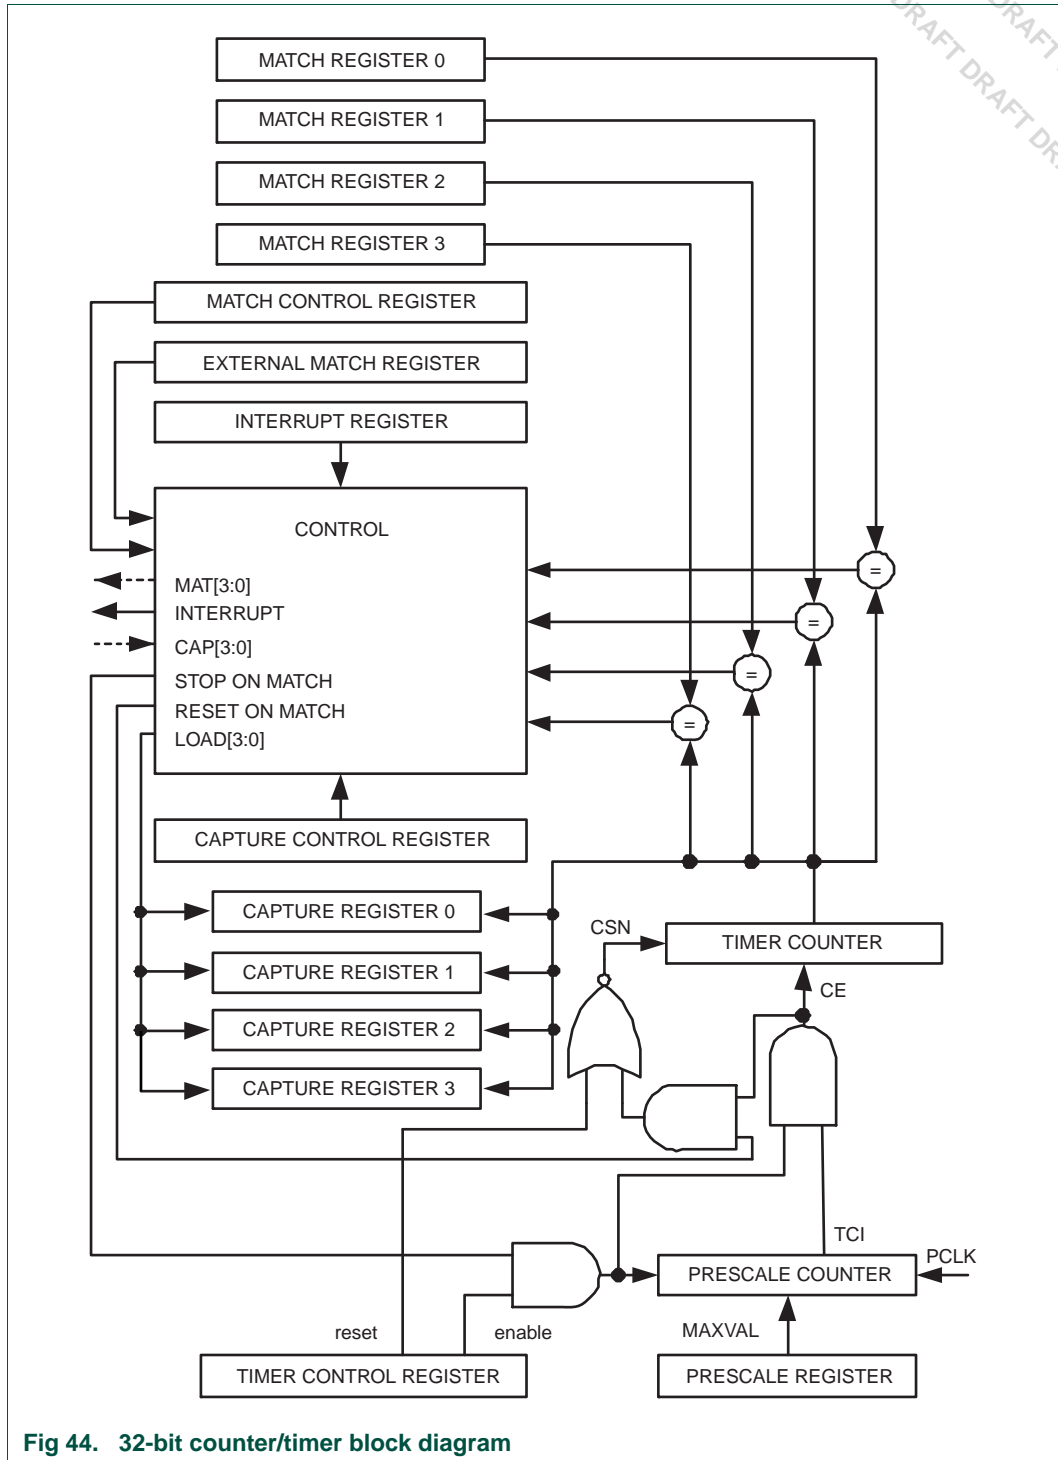 DRAFT
DRAFT DRAFT
MATCH REGISTER 0
MATCH REGISTER 1
MATCH REGISTER 2
MATCH REGISTER 3
MATCH CONTROL REGISTER
EXTERNAL MATCH REGISTER
INTERRUPT REGISTER
CONTROL
=
MAT[3:0]
INTERRUPT
=
CAP[3:0]
STOP ON MATCH
=
RESET ON MATCH
=
LOAD[3:0]
CAPTURE CONTROL REGISTER
CAPTURE REGISTER 0
CSN
TIMER COUNTER
CAPTURE REGISTER 1
CE
CAPTURE REGISTER 2
CAPTURE REGISTER 3
TCI
PCLK
PRESCALE COUNTER
reset
enable
MAXVAL
TIMER CONTROL REGISTER
PRESCALE REGISTER
Fig 44. 32-bit counter/timer block diagram